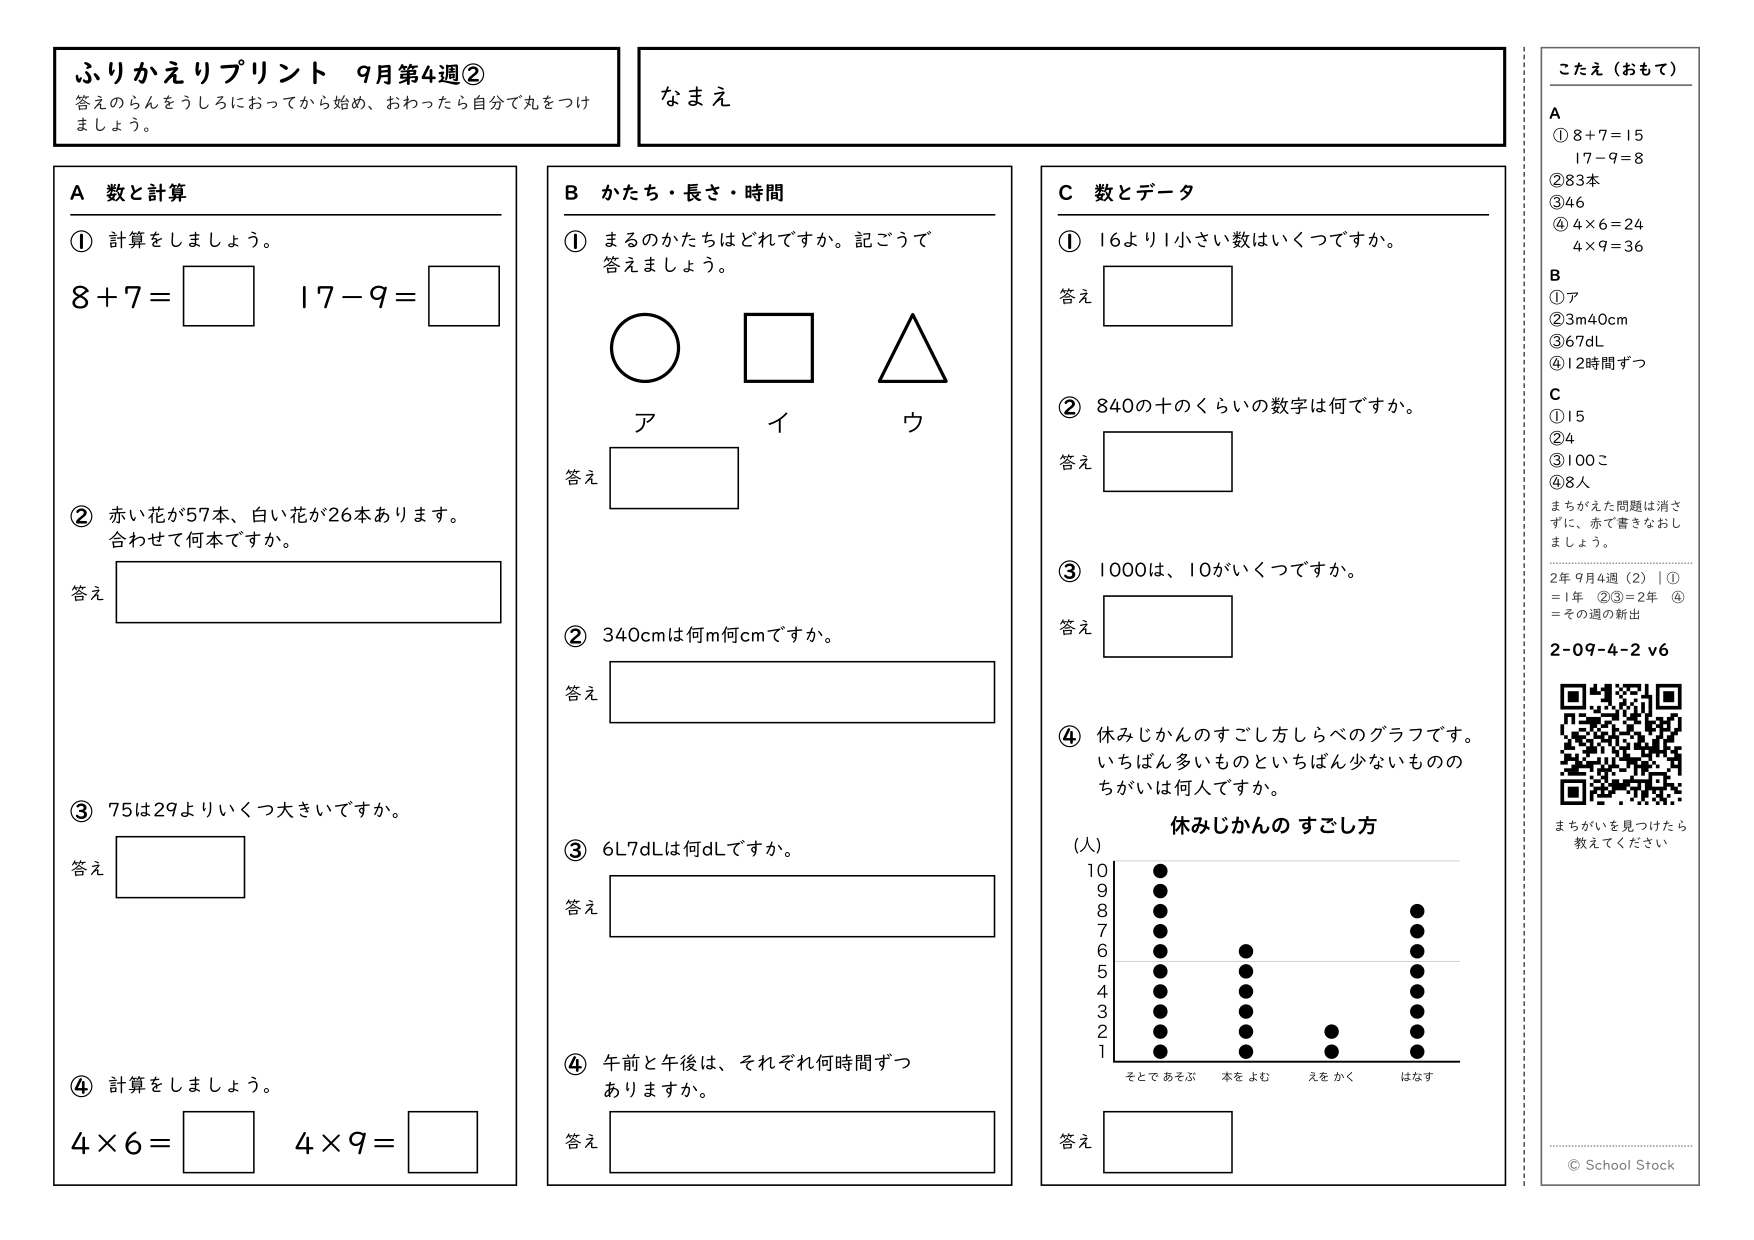 ふりかえりプリント　9月第4週②
答えのらんをうしろにおってから始め、おわったら自分で丸をつけ
ましょう。
なまえ
A　数と計算
① 計算をしましょう。
8+7=　17-9=
② 赤い花が57本、白い花が26本あります。
合わせて何本ですか。
答え
③ 75は29よりいくつ大きいですか。
答え
④ 計算をしましょう。
4×6=　4×9=
B　かたち・長さ・時間
① まるのかたちはどれですか。記ごうで
答えましょう。
ア　イ　ウ
答え
② 340cmは何m何cmですか。
答え
③ 6L7dLは何dLですか。
答え
④ 午前と午後は、それぞれ何時間ずつ
ありますか。
答え
C　数とデータ
① 16より1小さい数はいくつですか。
答え
② 840の十のくらいの数字は何ですか。
答え
③ 1000は、10がいくつですか。
答え
④ 休みじかんのすごし方しらべのグラフです。
いちばん多いものといちばん少ないものの
ちがいは何人ですか。
休みじかんの すごし方
(人)
10
9
8
7
6
5
4
3
2
1
そとで あそぶ　本を よむ　えを かく　はなす
答え
こたえ（おもて）
A
① 8+7=15
17-9=8
②83本
③46
④ 4×6=24
4×9=36
B
①ア
②3m40cm
③67dL
④12時間ずつ
C
①15
②4
③100こ
④8人
まちがえた問題は消さ
ずに、赤で書きなおし
ましょう。
2年 9月4週（2）｜①
=1年　②③=2年　④
=その週の新出
2-09-4-2 v6
まちがいを見つけたら
教えてください
© School Stock